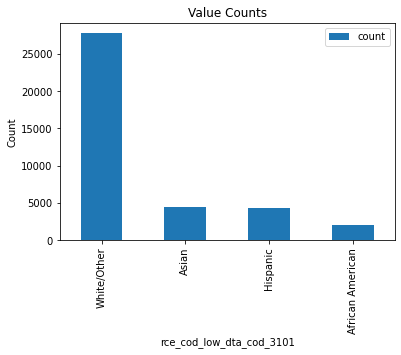 Value Counts
count
Count
25000
20000
15000
10000
5000
0
White/Other
Asian
Hispanic
African American
rce_cod_low_dta_cod_3101